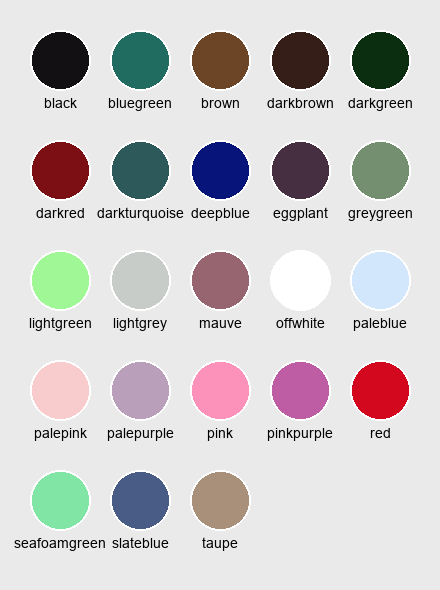 black bluegreen brown darkbrown darkgreen
darkred darkturquoise deepblue eggplant greygreen
lightgreen lightgrey mauve offwhite paleblue
palepink palepurple pink pinkpurple red
seafoamgreen slateblue taupe